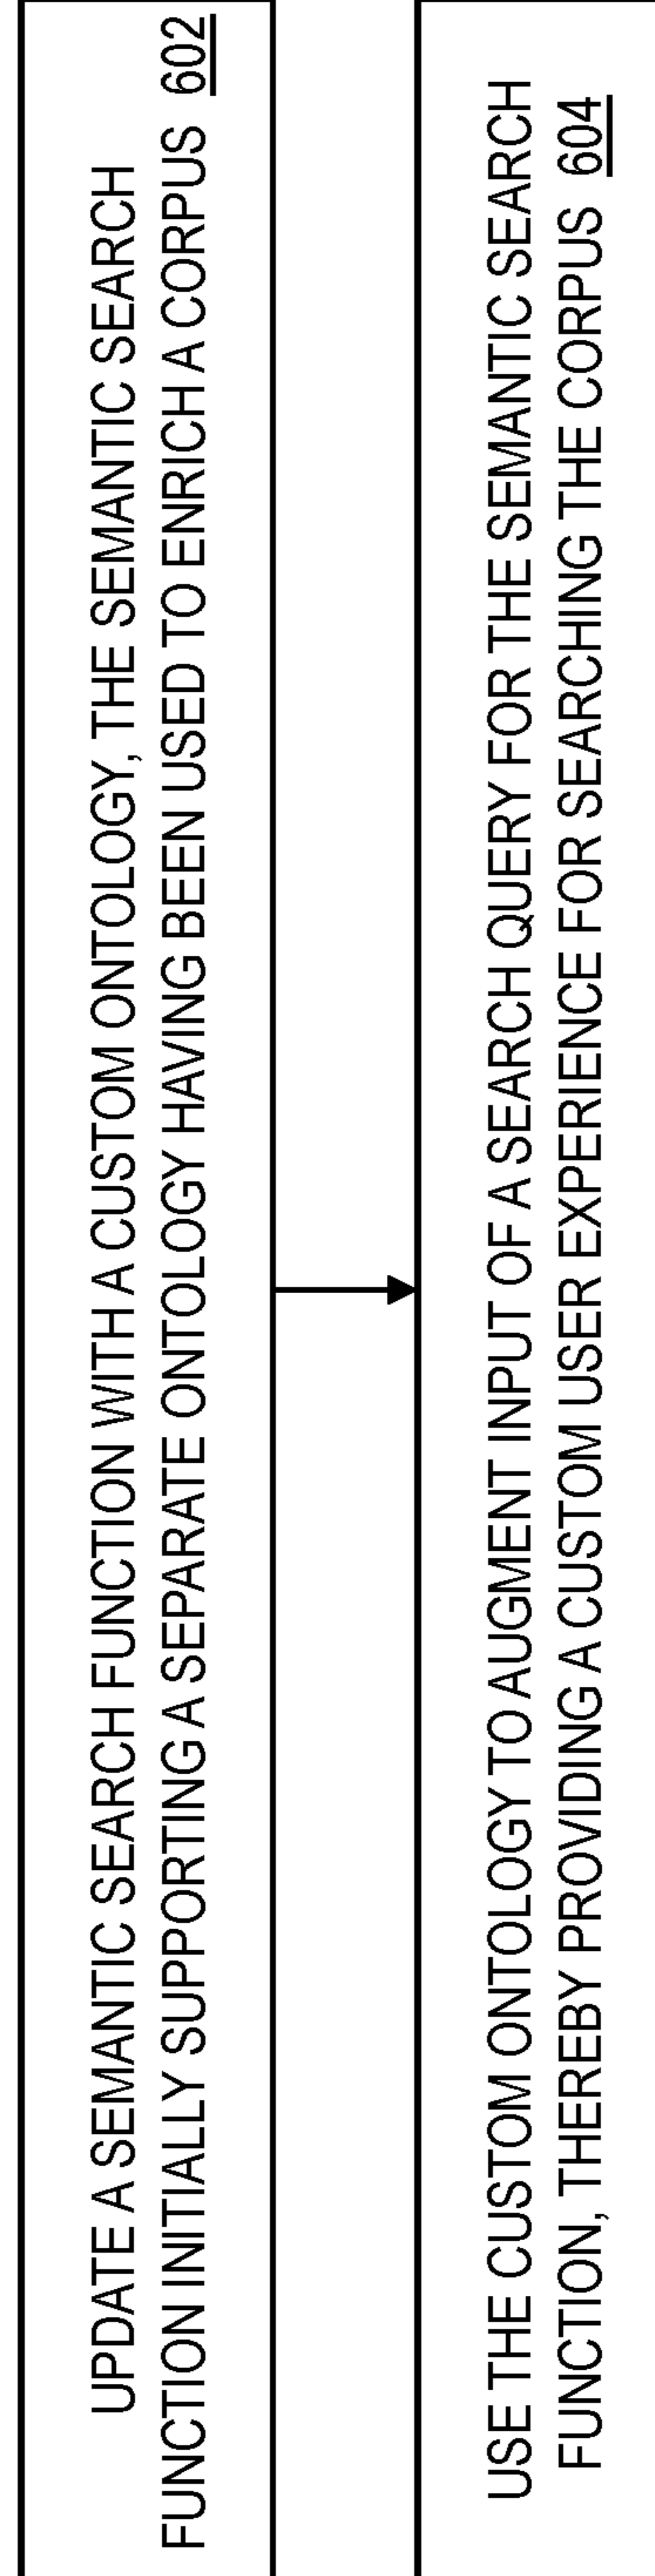 UPDATE A SEMANTIC SEARCH FUNCTION WITH A CUSTOM ONTOLOGY, THE SEMANTIC SEARCH
FUNCTION INITIALLY SUPPORTING A SEPARATE ONTOLOGY HAVING BEEN USED TO ENRICH A CORPUS 602
USE THE CUSTOM ONTOLOGY TO AUGMENT INPUT OF A SEARCH QUERY FOR THE SEMANTIC SEARCH
FUNCTION, THEREBY PROVIDING A CUSTOM USER EXPERIENCE FOR SEARCHING THE CORPUS 604